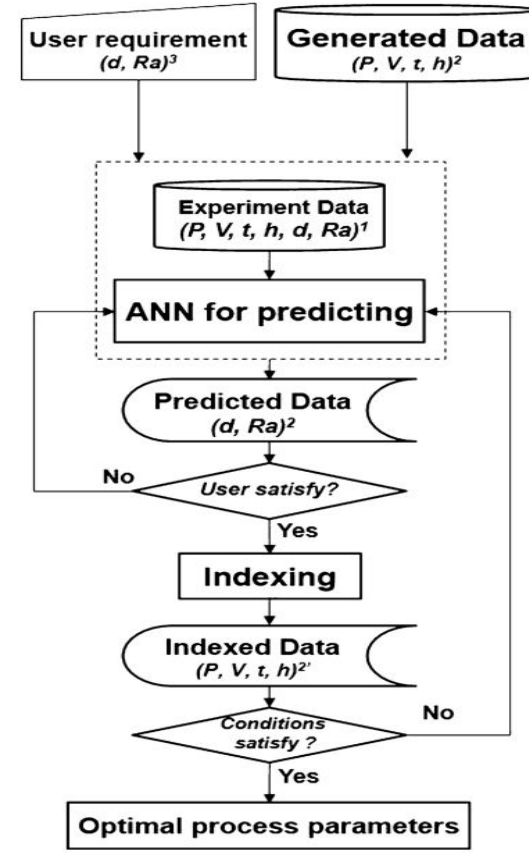 User requirement
(d, Ra)³
Generated Data
(P, V, t, h)²
Experiment Data
(P, V, t, h, d, Ra)¹
ANN for predicting
Predicted Data
(d, Ra)²
No
User satisfy?
Yes
Indexing
Indexed Data
(P, V, t, h)²'
No
Conditions
satisfy ?
Yes
Optimal process parameters